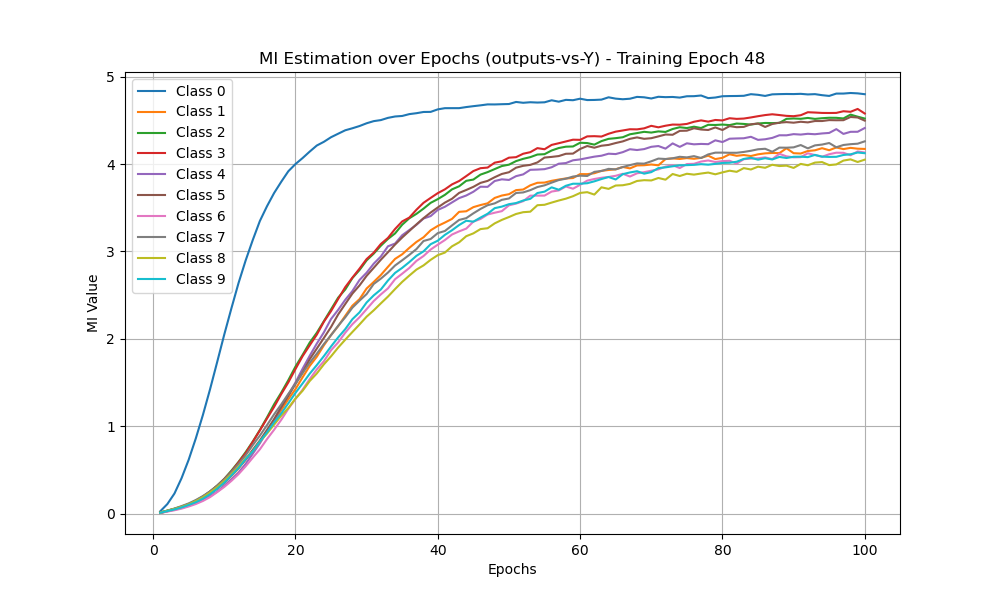 MI Estimation over Epochs (outputs-vs-Y) - Training Epoch 48
5
4
3
2
1
0
MI Value
Class 0
Class 1
Class 2
Class 3
Class 4
Class 5
Class 6
Class 7
Class 8
Class 9
0 20 40 60 80 100
Epochs